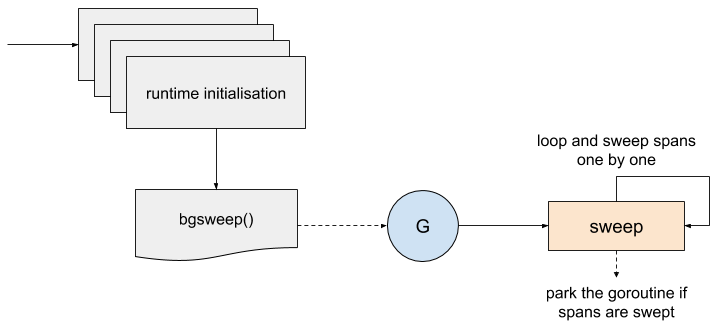 runtime initialisation
bgsweep()
G
loop and sweep spans
one by one
sweep
park the goroutine if
spans are swept